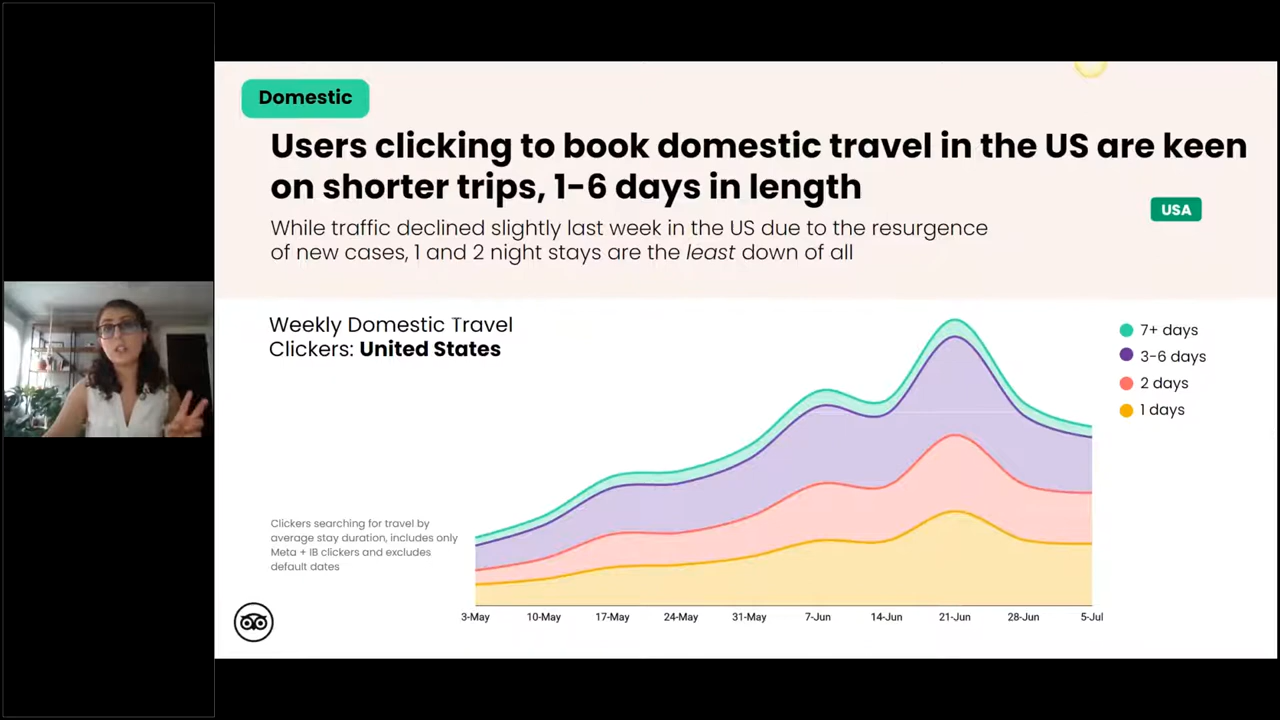 Domestic
Users clicking to book domestic travel in the US are keen
on shorter trips, 1-6 days in length
USA
While traffic declined slightly last week in the US due to the resurgence
of new cases, 1 and 2 night stays are the least down of all
Weekly Domestic Travel
Clickers: United States
7+ days
3-6 days
2 days
1 days
Clickers searching for travel by
average stay duration, includes only
Meta + IB clickers and excludes
default dates
3-May 10-May 17-May 24-May 31-May 7-Jun 14-Jun 21-Jun 28-Jun 5-Jul